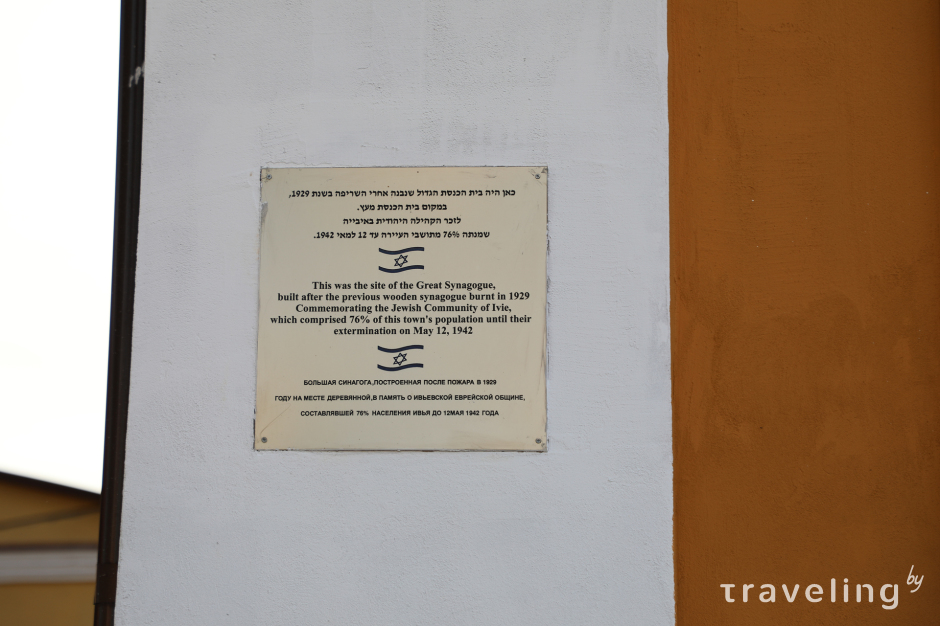 כאן היה בית הכנסת הגדול שנבנה אחרי השריפה בשנת 1929,
במקום בית הכנסת מעץ.
לזכר הקהילה היהודית באיבייה
שמנתה 76% מתושבי העיירה עד 12 למאי 1942.
This was the site of the Great Synagogue,
built after the previous wooden synagogue burnt in 1929
Commemorating the Jewish Community of Ivie,
which comprised 76% of this town's population until their
extermination on May 12, 1942
БОЛЬШАЯ СИНАГОГА,ПОСТРОЕННАЯ ПОСЛЕ ПОЖАРА В 1929
ГОДУ НА МЕСТЕ ДЕРЕВЯННОЙ,В ПАМЯТЬ О ИВЬЕВСКОЙ ЕВРЕЙСКОЙ ОБЩИНЕ,
СОСТАВЛЯВШЕЙ 76% НАСЕЛЕНИЯ ИВЬЯ ДО 12МАЯ 1942 ГОДА
traveling by